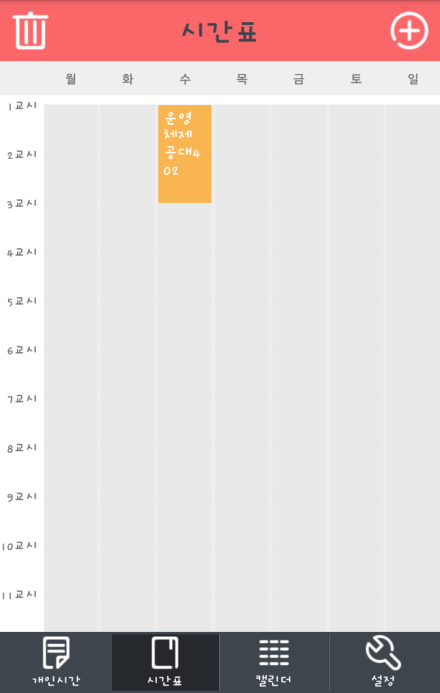 시간표
월 화 수 목 금 토 일
1교시
운영
체제
공대4
02
2교시
3교시
4교시
5교시
6교시
7교시
8교시
9교시
10교시
11교시
개인시간 시간표 캘린더 설정